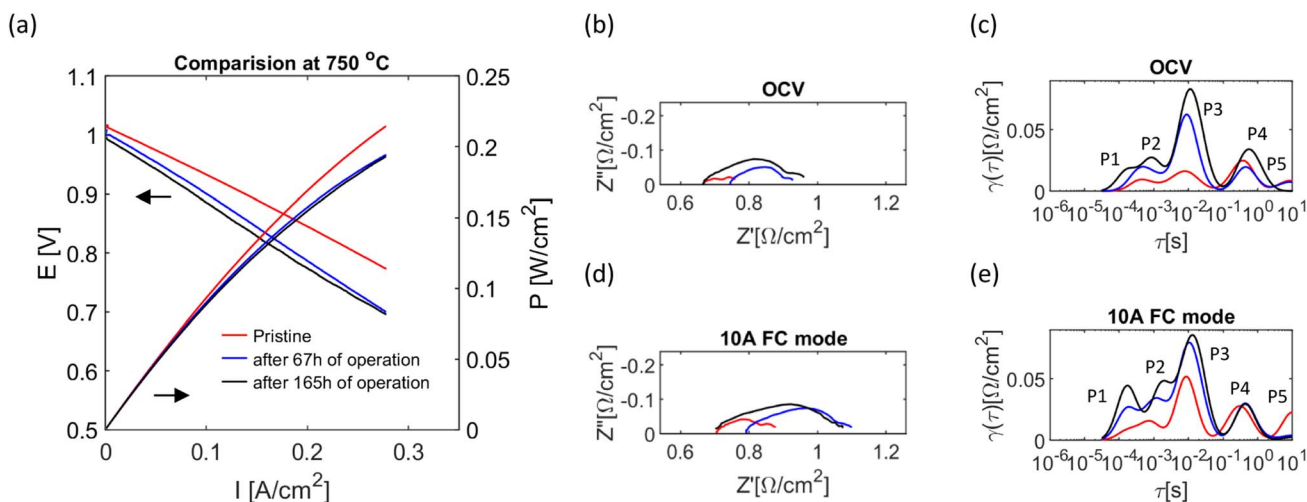 (a)
Comparision at 750 °C
1.1
1
0.9
0.8
0.7
0.6
0.5
E [V]
0.25
0.2
0.15
0.1
0.05
0
P [W/cm²]
Pristine
after 67h of operation
after 165h of operation
0
0.1
0.2
0.3
I [A/cm²]
(b)
OCV
-0.2
-0.1
0
Z''[Ω/cm²]
0.6
0.8
1
1.2
Z'[Ω/cm²]
(c)
OCV
γ(τ)[Ω/cm²]
0.05
0
P1
P2
P3
P4
P5
10⁻⁶ 10⁻⁵ 10⁻⁴ 10⁻³ 10⁻² 10⁻¹ 10⁰ 10¹
τ[s]
(d)
10A FC mode
-0.2
-0.1
0
Z''[Ω/cm²]
0.6
0.8
1
1.2
Z'[Ω/cm²]
(e)
10A FC mode
γ(τ)[Ω/cm²]
0.05
0
P1
P2
P3
P4
P5
10⁻⁶ 10⁻⁵ 10⁻⁴ 10⁻³ 10⁻² 10⁻¹ 10⁰ 10¹
τ[s]